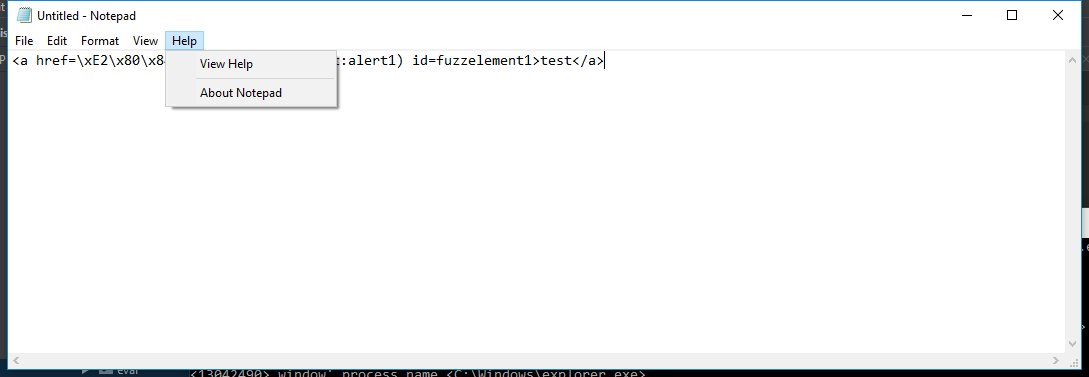 Untitled - Notepad
File Edit Format View Help
<a href=\xE2\x80\x8 :alert1) id=fuzzelement1>test</a>
View Help
About Notepad
eval
<13042490> window' process name <C:\Windows\explorer.exe>